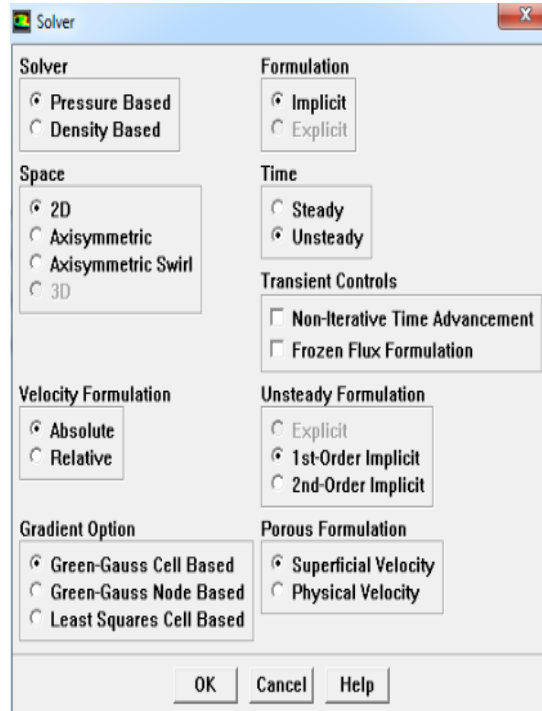 Solver
Solver
Pressure Based
Density Based
Formulation
Implicit
Explicit
Space
2D
Axisymmetric
Axisymmetric Swirl
3D
Time
Steady
Unsteady
Transient Controls
Non-Iterative Time Advancement
Frozen Flux Formulation
Velocity Formulation
Absolute
Relative
Unsteady Formulation
Explicit
1st-Order Implicit
2nd-Order Implicit
Gradient Option
Green-Gauss Cell Based
Green-Gauss Node Based
Least Squares Cell Based
Porous Formulation
Superficial Velocity
Physical Velocity
OK Cancel Help